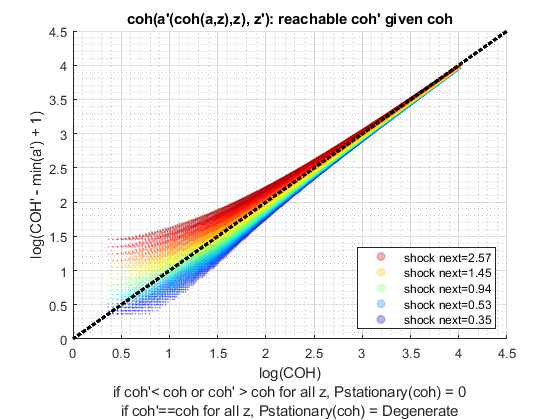 coh(a'(coh(a,z),z), z'): reachable coh' given coh
log(COH' - min(a') + 1)
4.5
4
3.5
3
2.5
2
1.5
1
0.5
0
shock next=2.57
shock next=1.45
shock next=0.94
shock next=0.53
shock next=0.35
0 0.5 1 1.5 2 2.5 3 3.5 4 4.5
log(COH)
if coh'< coh or coh' > coh for all z, Pstationary(coh) = 0
if coh'==coh for all z, Pstationary(coh) = Degenerate